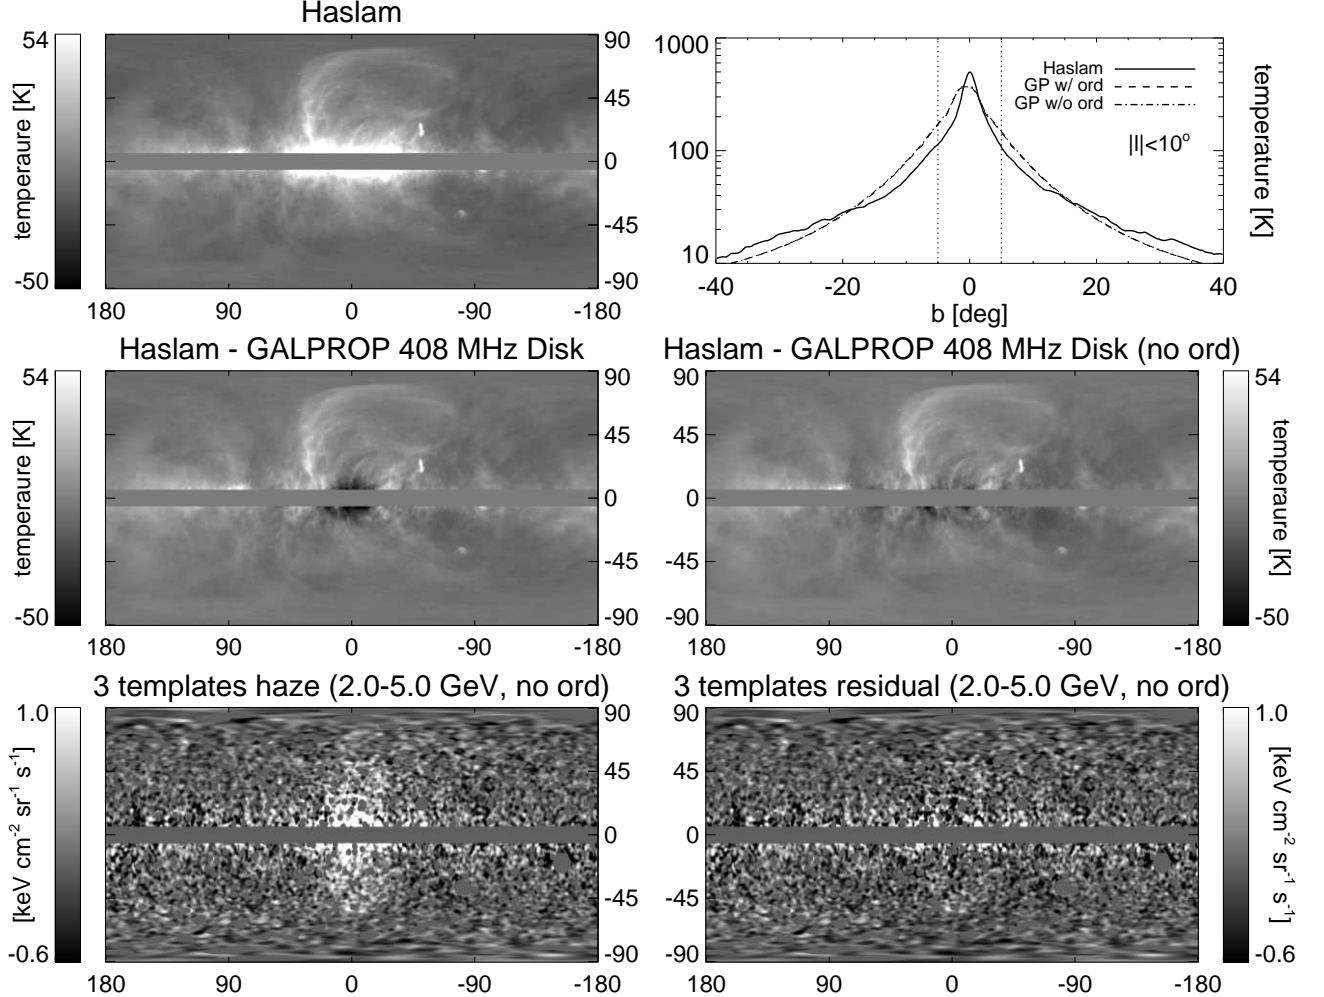 Haslam
54
temperaure [K]
-50
90
45
0
-45
-90
180 90 0 -90 -180
1000
100
10
Haslam
GP w/ ord
GP w/o ord
|l|<10°
temperature [K]
-40 -20 0 20 40
b [deg]
Haslam - GALPROP 408 MHz Disk
54
temperaure [K]
-50
90
45
0
-45
-90
180 90 0 -90 -180
Haslam - GALPROP 408 MHz Disk (no ord)
90
45
0
-45
-90
54
temperaure [K]
-50
180 90 0 -90 -180
3 templates haze (2.0-5.0 GeV, no ord)
1.0
[keV cm⁻² sr⁻¹ s⁻¹]
-0.6
90
45
0
-45
-90
180 90 0 -90 -180
3 templates residual (2.0-5.0 GeV, no ord)
90
45
0
-45
-90
1.0
[keV cm⁻² sr⁻¹ s⁻¹]
-0.6
180 90 0 -90 -180